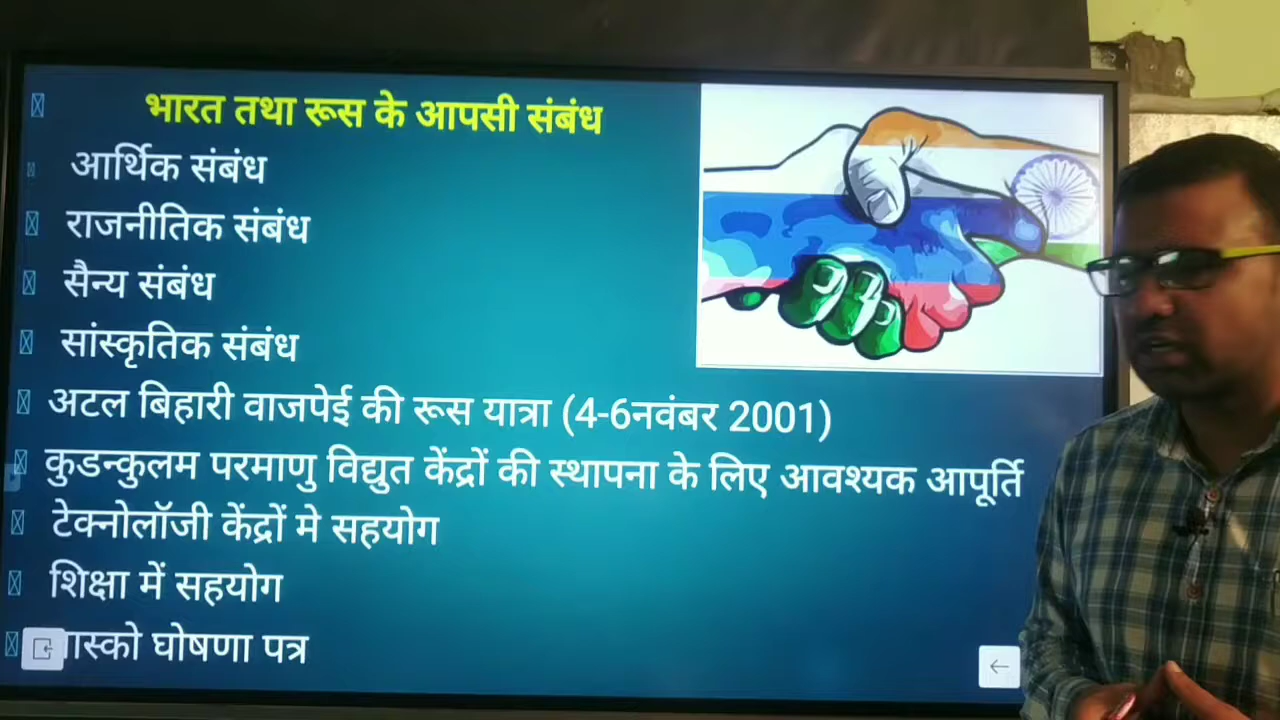 भारत तथा रूस के आपसी संबंध
आर्थिक संबंध
राजनीतिक संबंध
सैन्य संबंध
सांस्कृतिक संबंध
अटल बिहारी वाजपेई की रूस यात्रा (4-6नवंबर 2001)
कुडन्कुलम परमाणु विद्युत केंद्रों की स्थापना के लिए आवश्यक आपूर्ति
टेक्नोलॉजी केंद्रों मे सहयोग
शिक्षा में सहयोग
घोषणा पत्र